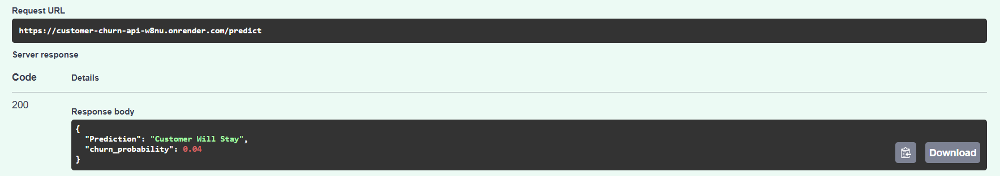 Request URL
https://customer-churn-api-w8nu.onrender.com/predict
Server response
Code Details
200
Response body
{
"Prediction": "Customer Will Stay",
"churn_probability": 0.04
}
Download